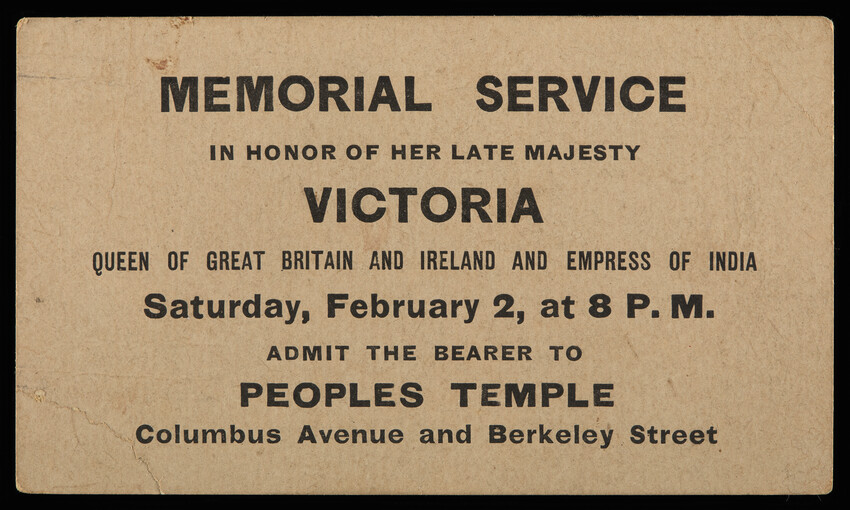 MEMORIAL SERVICE
IN HONOR OF HER LATE MAJESTY
VICTORIA
QUEEN OF GREAT BRITAIN AND IRELAND AND EMPRESS OF INDIA
Saturday, February 2, at 8 P. M.
ADMIT THE BEARER TO
PEOPLES TEMPLE
Columbus Avenue and Berkeley Street